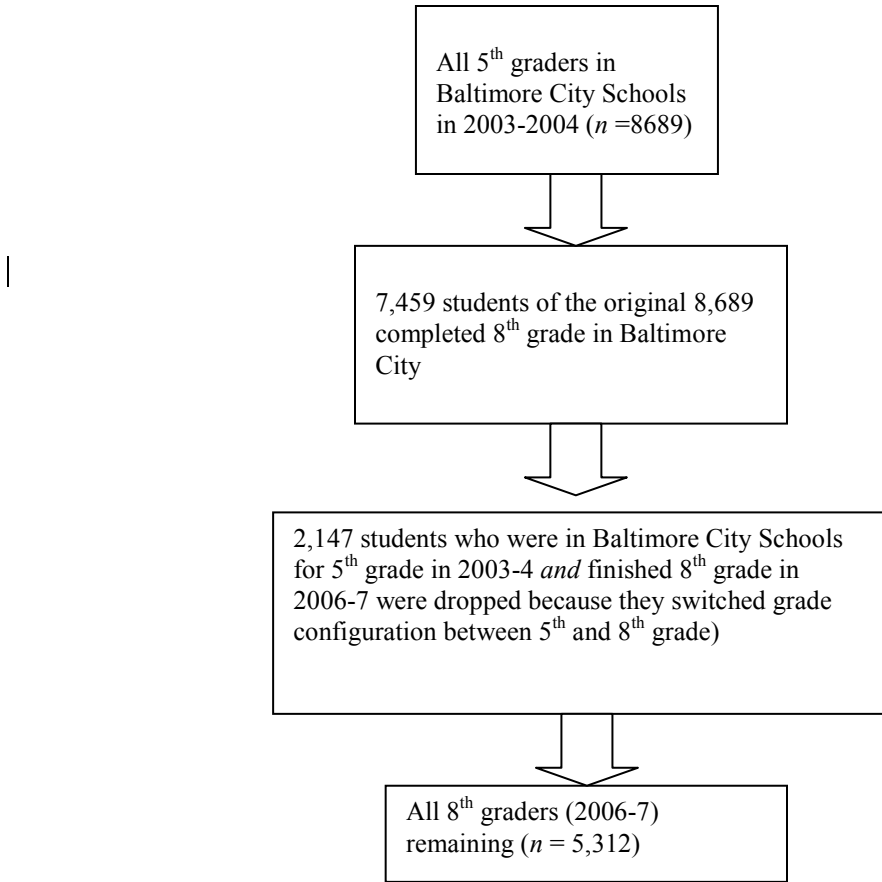 All 5th graders in
Baltimore City Schools
in 2003-2004 (n =8689)
7,459 students of the original 8,689
completed 8th grade in Baltimore
City
2,147 students who were in Baltimore City Schools
for 5th grade in 2003-4 and finished 8th grade in
2006-7 were dropped because they switched grade
configuration between 5th and 8th grade)
All 8th graders (2006-7)
remaining (n = 5,312)